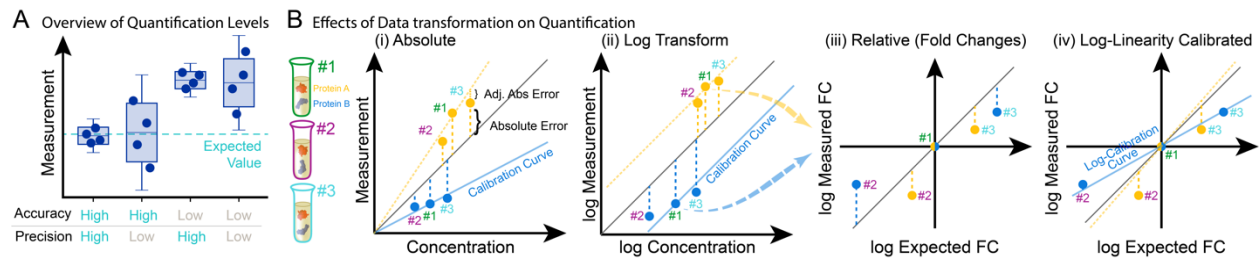 A Overview of Quantification Levels
Measurement
Expected
Value
Accuracy High High Low Low
Precision High Low High Low
B Effects of Data transformation on Quantification
#1
Protein A
Protein B
#2
#3
(i) Absolute
Measurement
#3
#1
#2
} Adj. Abs Error
} Absolute Error
Calibration Curve
#2
#1
#3
Concentration
(ii) Log Transform
log Measurement
#3
#1
#2
Calibration Curve
#3
#2
#1
log Concentration
(iii) Relative (Fold Changes)
log Measured FC
#3
#3
#1
#2
#2
log Expected FC
(iv) Log-Linearity Calibrated
log Measured FC
Log-Calibration
Curve
#3
#3
#1
#2
#2
log Expected FC